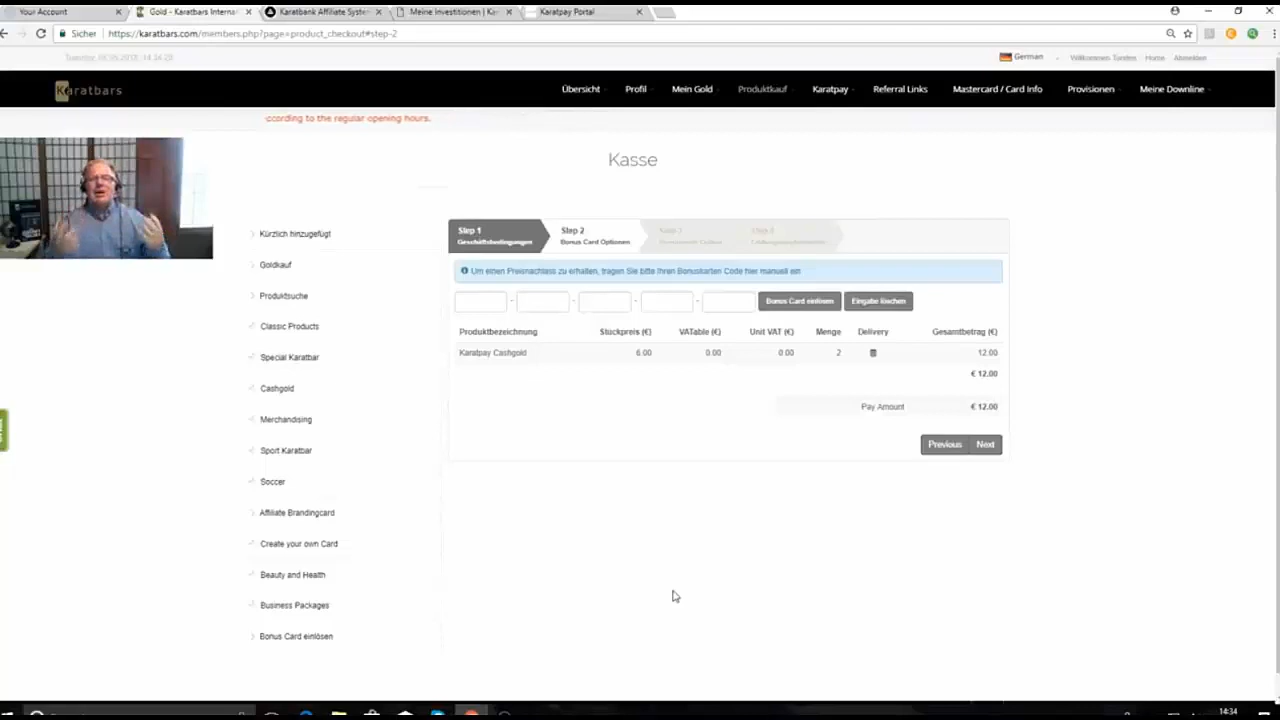 Your Account
Gold - Karatbars Interna
Karatbank Affiliate Syste
Meine Investitionen | Ka
Karatpay Portal
Sicher
https://karatbars.com/members.php?page=product_checkout#step-2
German
Willkommen Torsten
Home
Abmelden
Karatbars
Übersicht
Profil
Mein Gold
Produktkauf
Karatpay
Referral Links
Mastercard / Card Info
Provisionen
Meine Downline
ccording to the regular opening hours.
Kasse
Kürzlich hinzugefügt
Goldkauf
Produktsuche
Classic Products
Special Karatbar
Cashgold
Merchandising
Sport Karatbar
Soccer
Affiliate Brandingcard
Create your own Card
Beauty and Health
Business Packages
Bonus Card einlösen
Step 1
Geschäftsbedingungen
Step 2
Bonus Card Optionen
Um einen Preisnachlass zu erhalten, tragen Sie bitte Ihren Bonuskarten Code hier manuell ein
- - - -
Bonus Card einlösen
Eingabe löschen
Produktbezeichnung Stückpreis (€) VATable (€) Unit VAT (€) Menge Delivery Gesamtbetrag (€)
Karatpay Cashgold 6.00 0.00 0.00 2 12.00
€ 12.00
Pay Amount € 12.00
Previous
Next
14:34